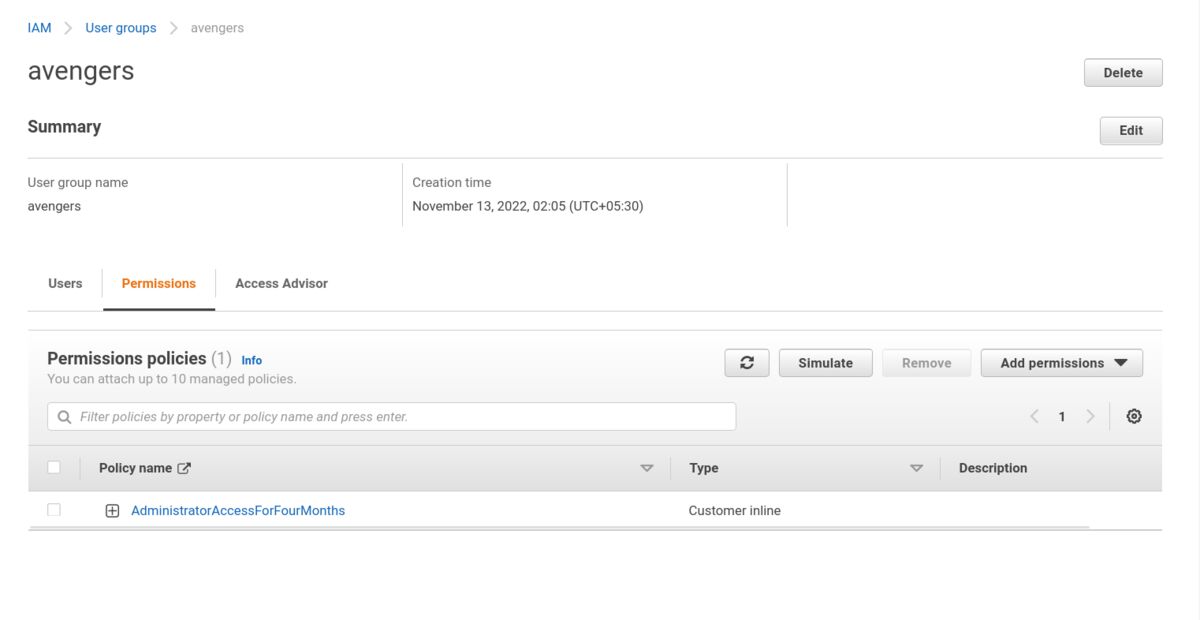 IAM User groups avengers
avengers
Delete
Summary
Edit
User group name
Creation time
avengers
November 13, 2022, 02:05 (UTC+05:30)
Users Permissions Access Advisor
Permissions policies (1) Info
You can attach up to 10 managed policies.
Simulate Remove Add permissions
Filter policies by property or policy name and press enter.
1
Policy name Type Description
AdministratorAccessForFourMonths Customer inline